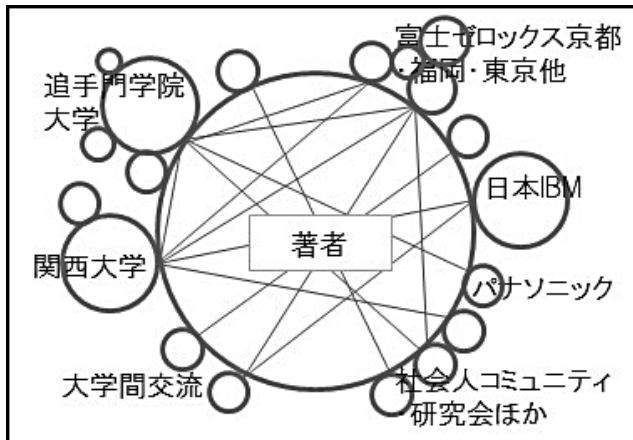 富士ゼロックス京都
・福岡・東京他
追手門学院
大学
日本IBM
著者
関西大学
パナソニック
大学間交流
社会人コミュニティ
・研究会ほか